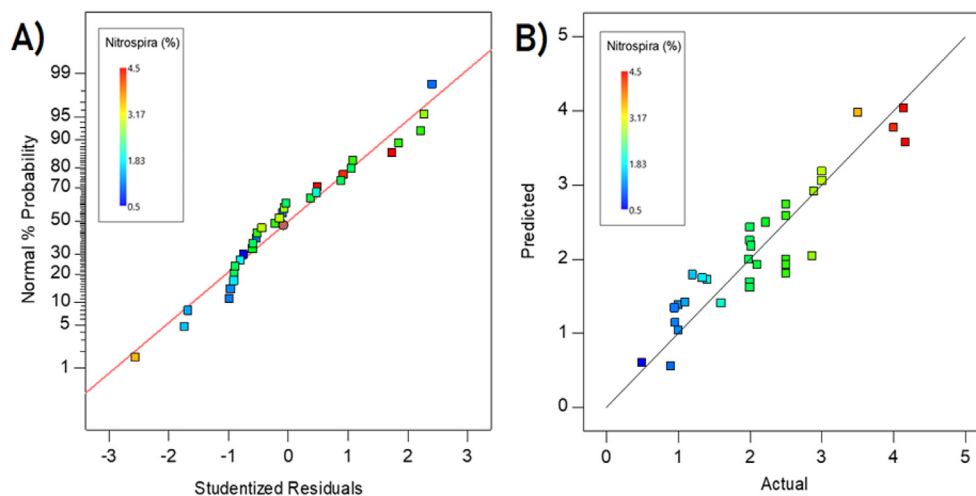 A)
Nitrospira (%)
4.5
3.17
1.83
0.5
Normal % Probability
99
95
90
80
70
50
30
20
10
5
1
-3 -2 -1 0 1 2 3
Studentized Residuals
B)
Nitrospira (%)
4.5
3.17
1.83
0.5
Predicted
5
4
3
2
1
0
0 1 2 3 4 5
Actual